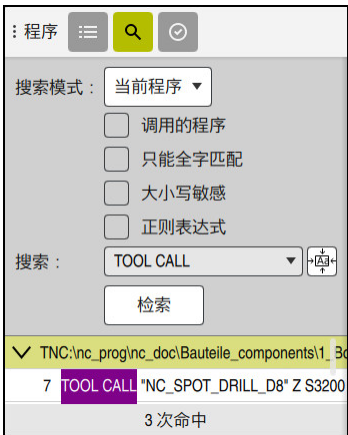 程序
搜索模式： 当前程序
调用的程序
只能全字匹配
大小写敏感
正则表达式
搜索： TOOL CALL
检索
TNC:\nc_prog\nc_doc\Bauteile_components\1_Bo
7 TOOL CALL "NC_SPOT_DRILL_D8" Z S3200
3 次命中